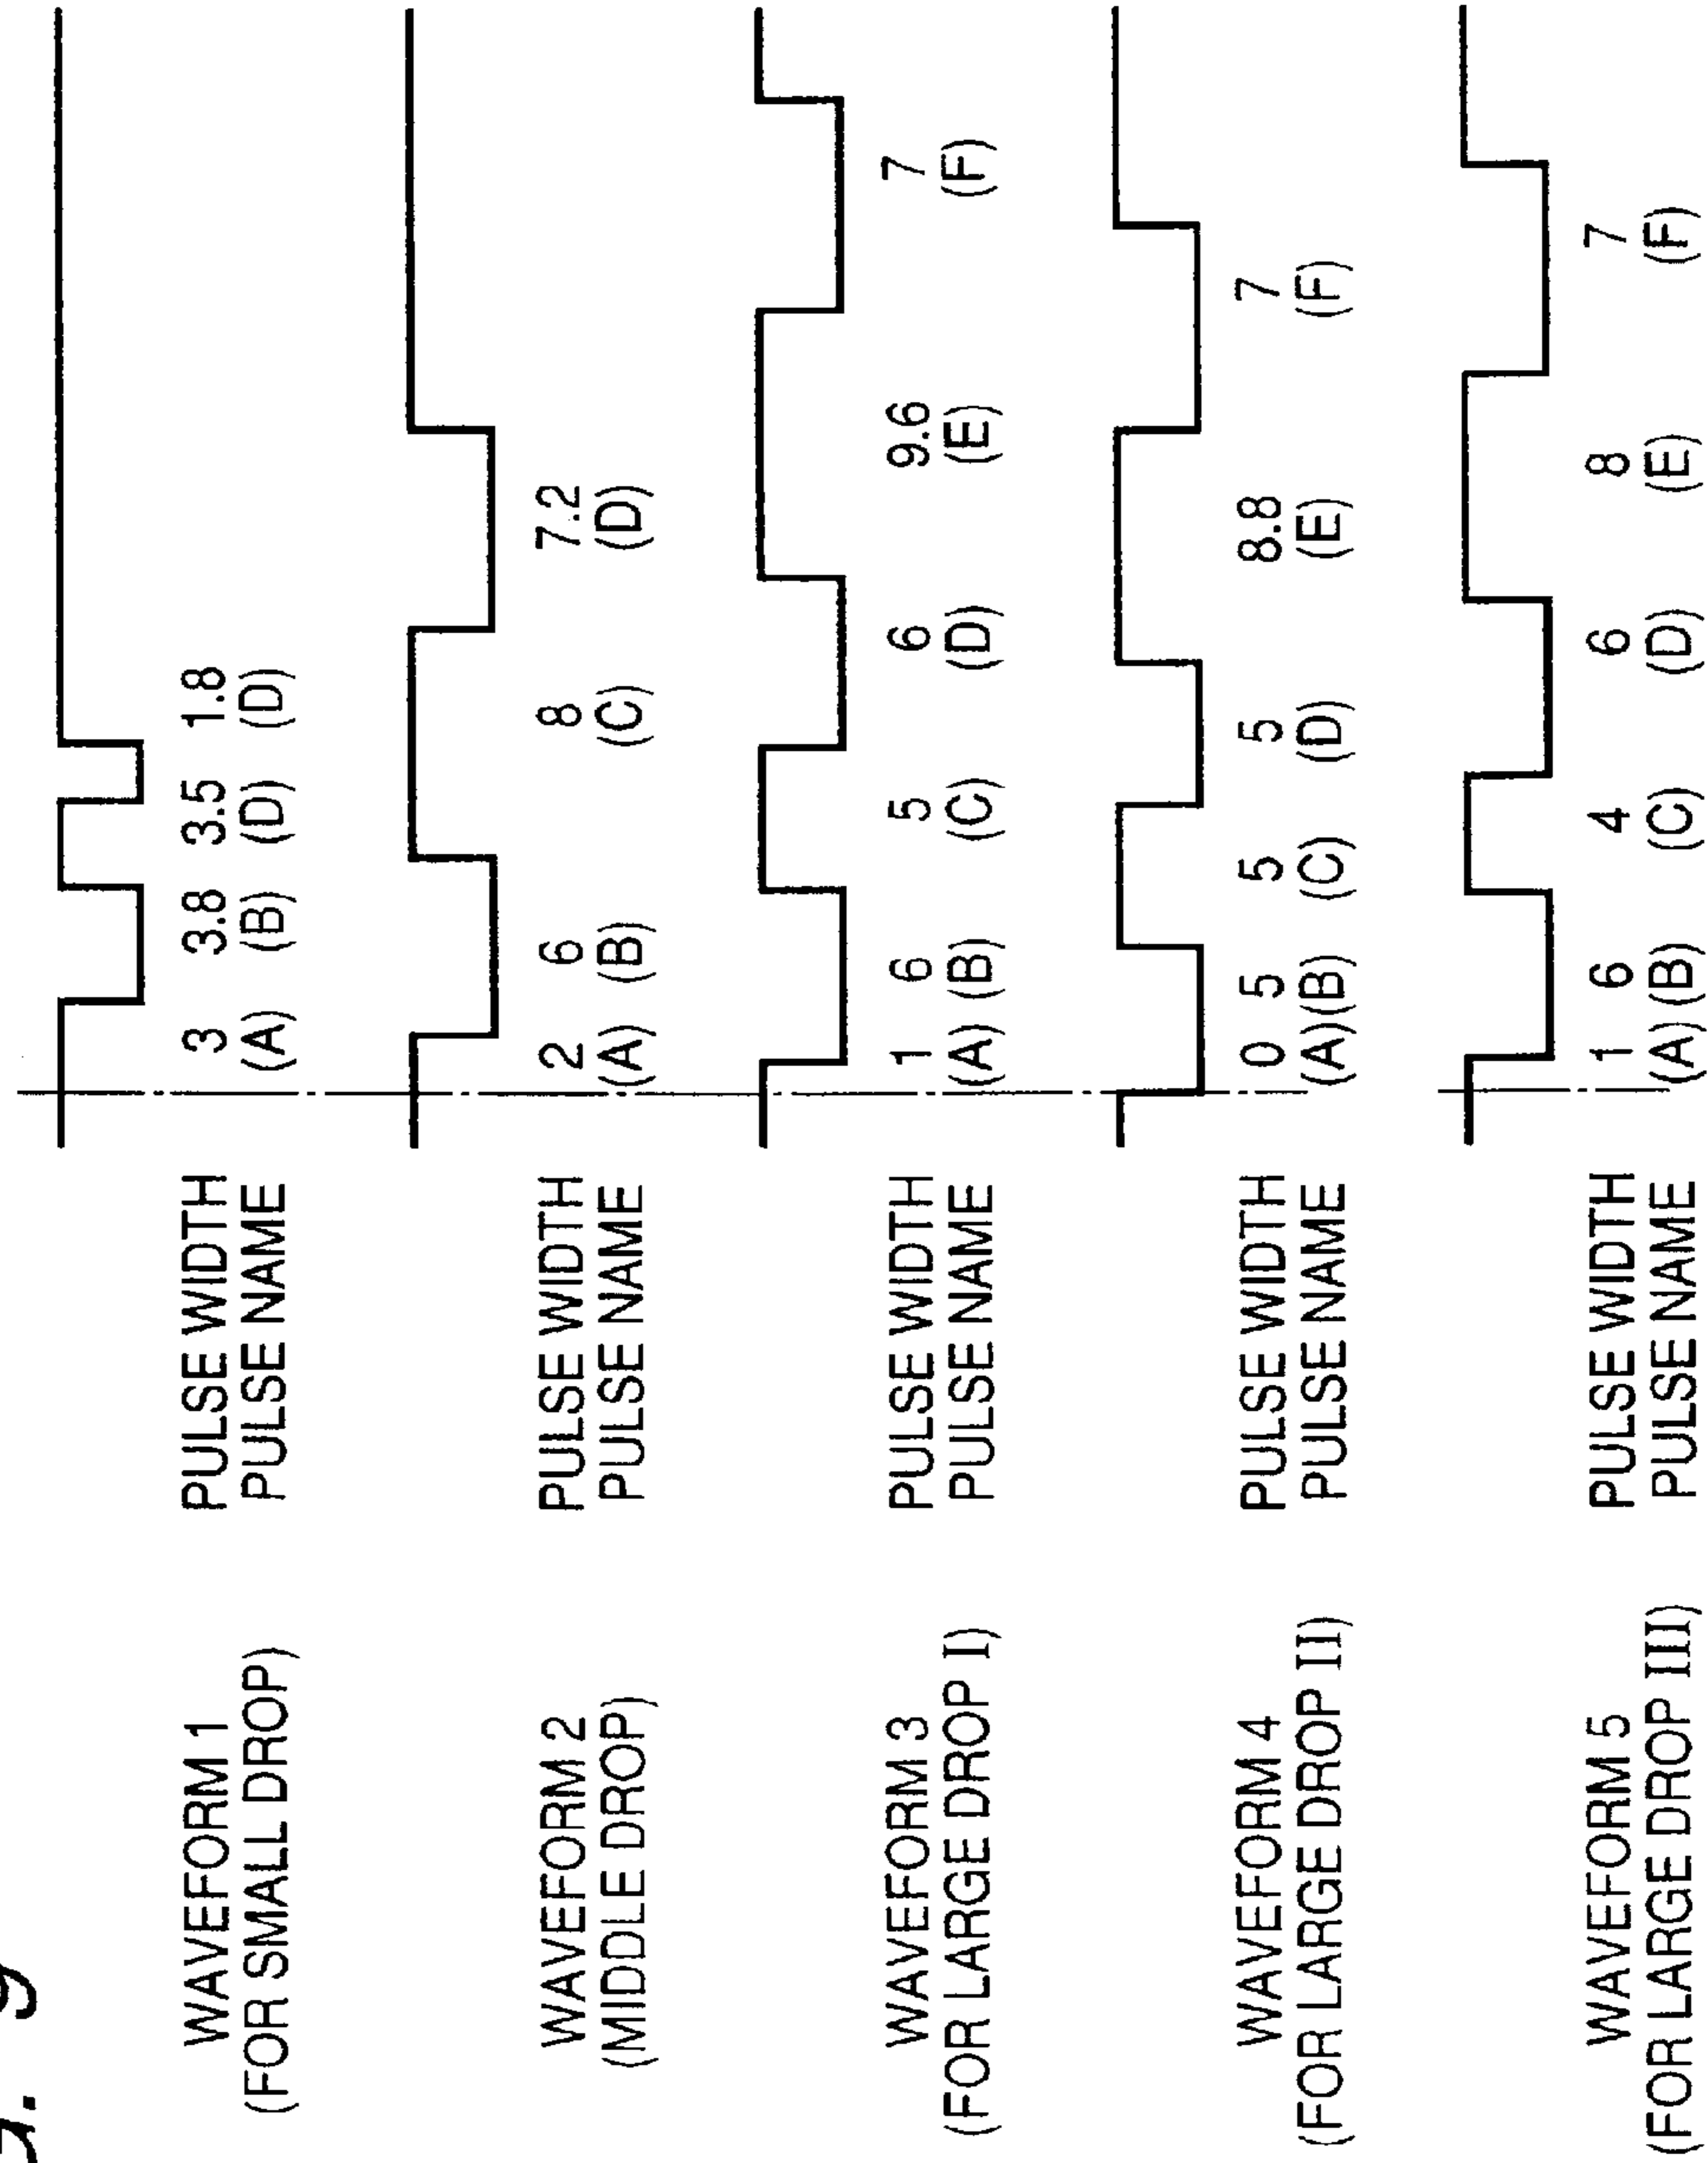 WAVEFORM 1
(FOR SMALL DROP)
PULSE WIDTH 3 3.8 3.5 1.8
PULSE NAME (A) (B) (D) (D)
WAVEFORM 2
(MIDDLE DROP)
PULSE WIDTH 2 6 8 7.2
PULSE NAME (A) (B) (C) (D)
WAVEFORM 3
(FOR LARGE DROP I)
PULSE WIDTH 1 6 5 6 9.6 7
PULSE NAME (A) (B) (C) (D) (E) (F)
WAVEFORM 4
(FOR LARGE DROP II)
PULSE WIDTH 0 5 5 5 8.8 7
PULSE NAME (A) (B) (C) (D) (E) (F)
WAVEFORM 5
(FOR LARGE DROP III)
PULSE WIDTH 1 6 4 6 8 7
PULSE NAME (A) (B) (C) (D) (E) (F)